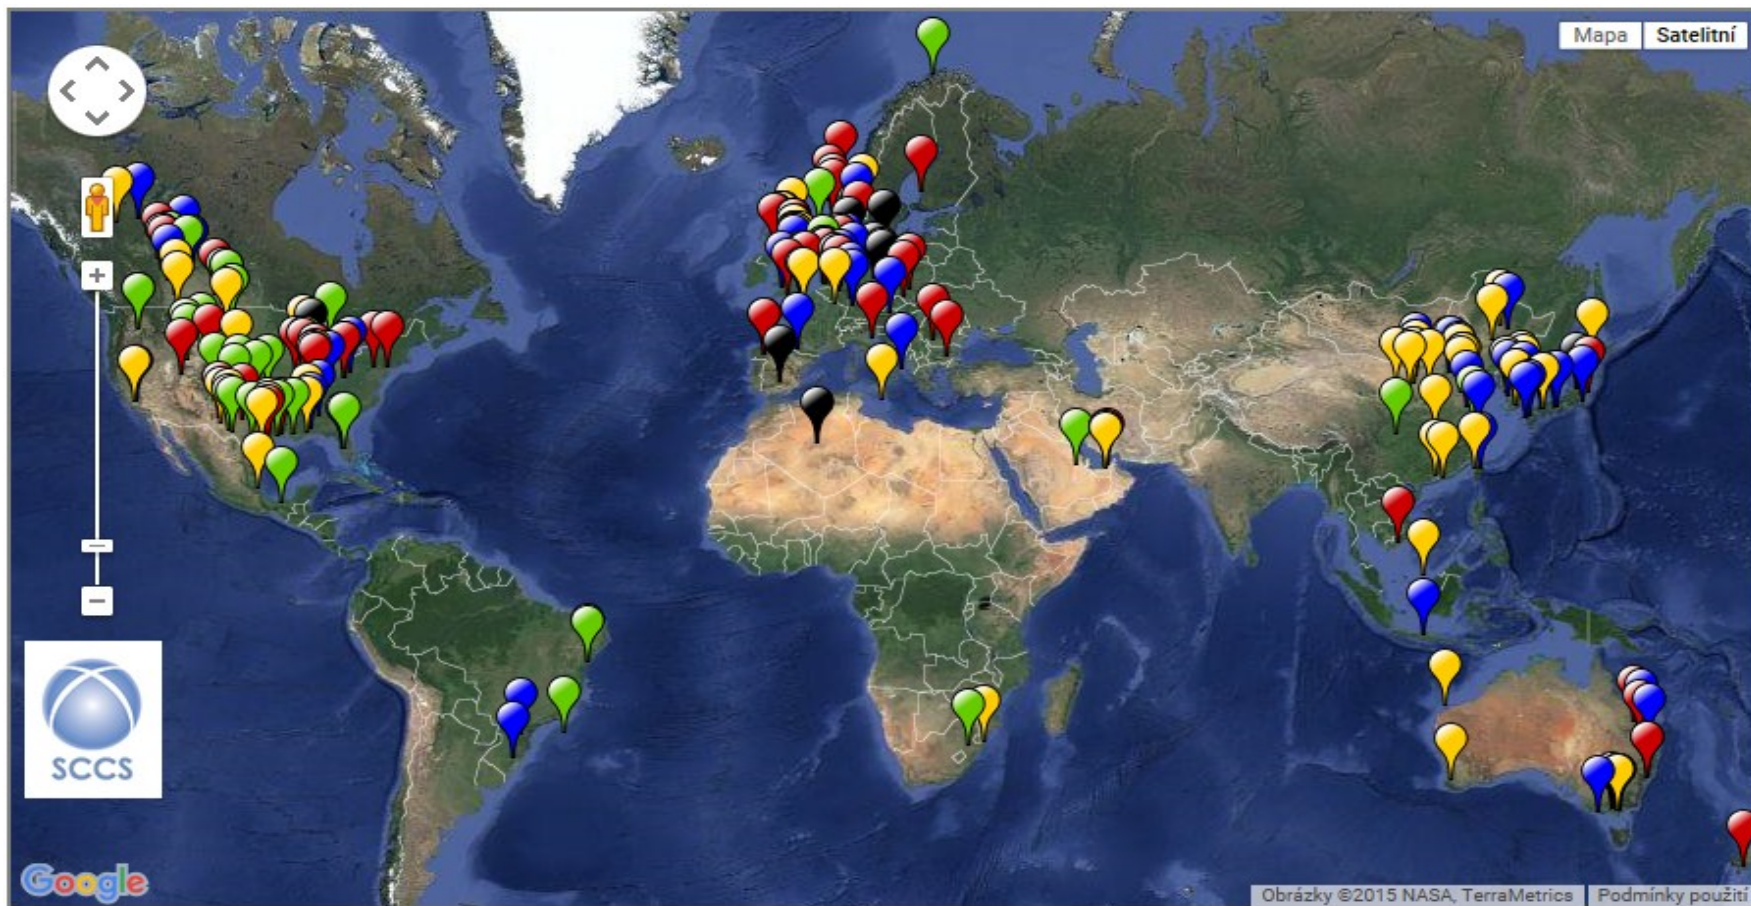 Mapa
Satelitní
SCCS
Google
Obrázky ©2015 NASA, TerraMetrics
Podmínky použití